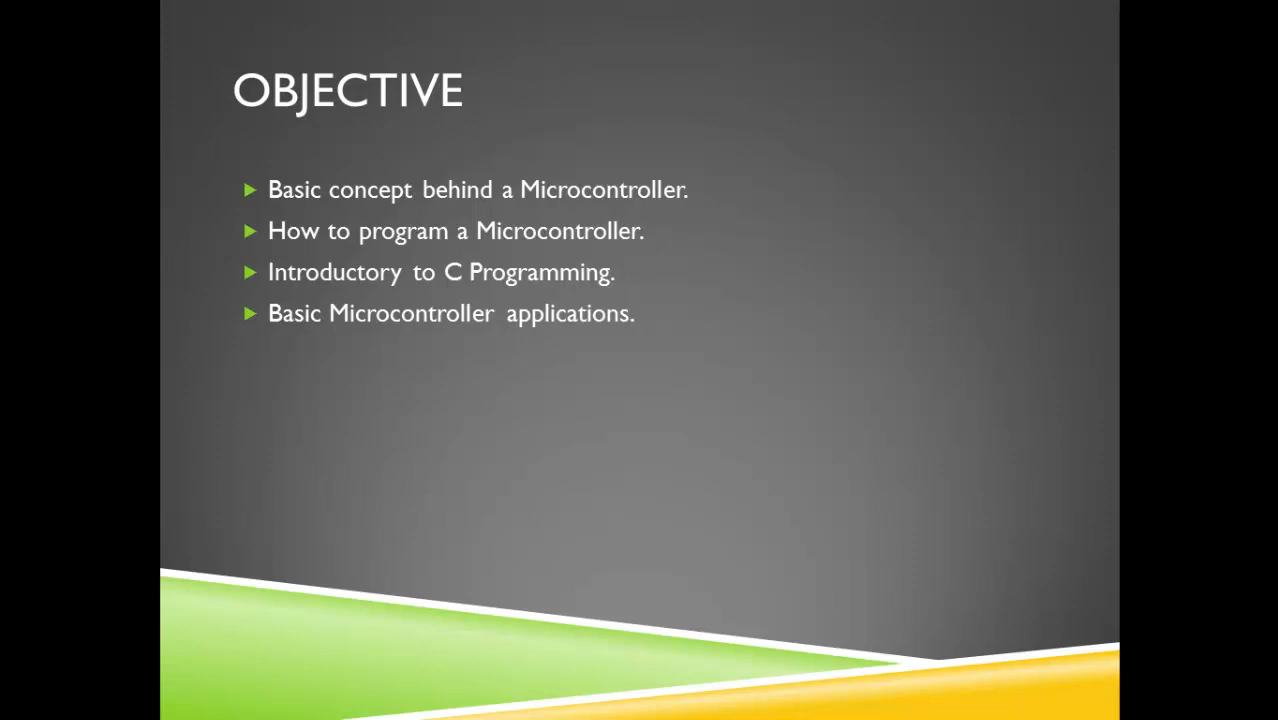 OBJECTIVE
Basic concept behind a Microcontroller.
How to program a Microcontroller.
Introductory to C Programming.
Basic Microcontroller applications.